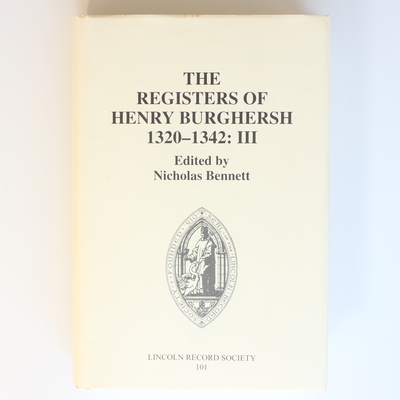 THE
REGISTERS OF
HENRY BURGHERSH
1320–1342: III
Edited by
Nicholas Bennett
LINCOLN RECORD SOCIETY
101